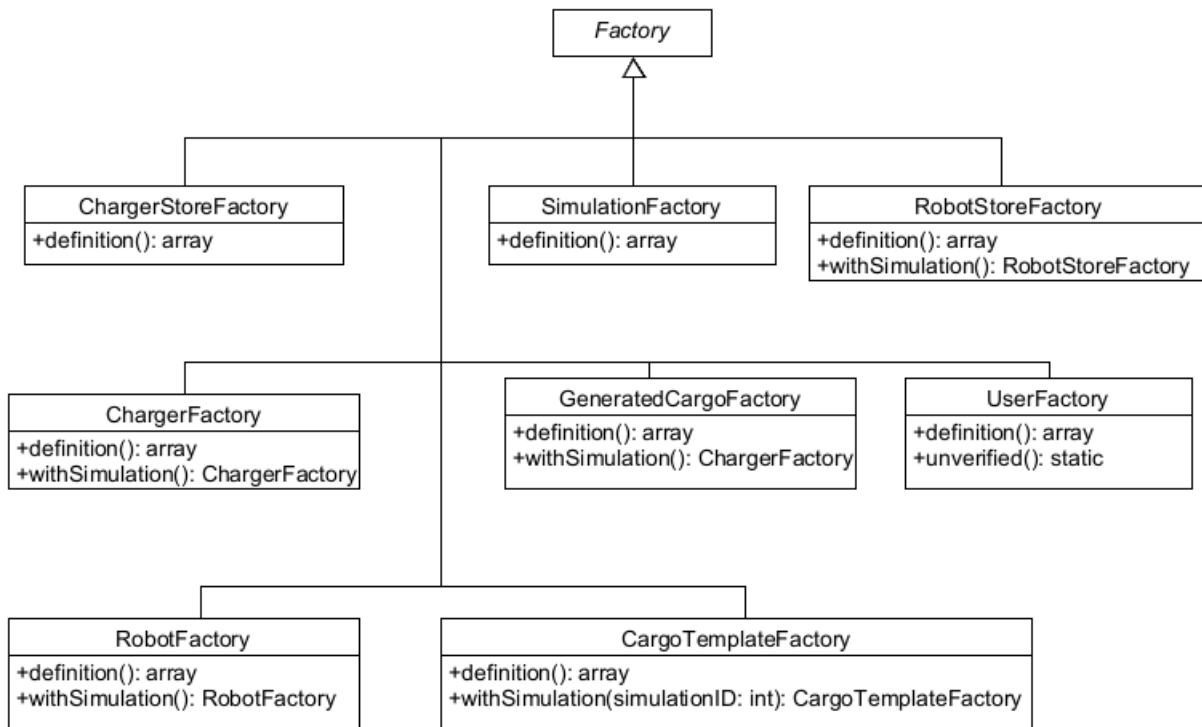 Factory
ChargerStoreFactory
+definition(): array
SimulationFactory
+definition(): array
RobotStoreFactory
+definition(): array
+withSimulation(): RobotStoreFactory
ChargerFactory
+definition(): array
+withSimulation(): ChargerFactory
GeneratedCargoFactory
+definition(): array
+withSimulation(): ChargerFactory
UserFactory
+definition(): array
+unverified(): static
RobotFactory
+definition(): array
+withSimulation(): RobotFactory
CargoTemplateFactory
+definition(): array
+withSimulation(simulationID: int): CargoTemplateFactory